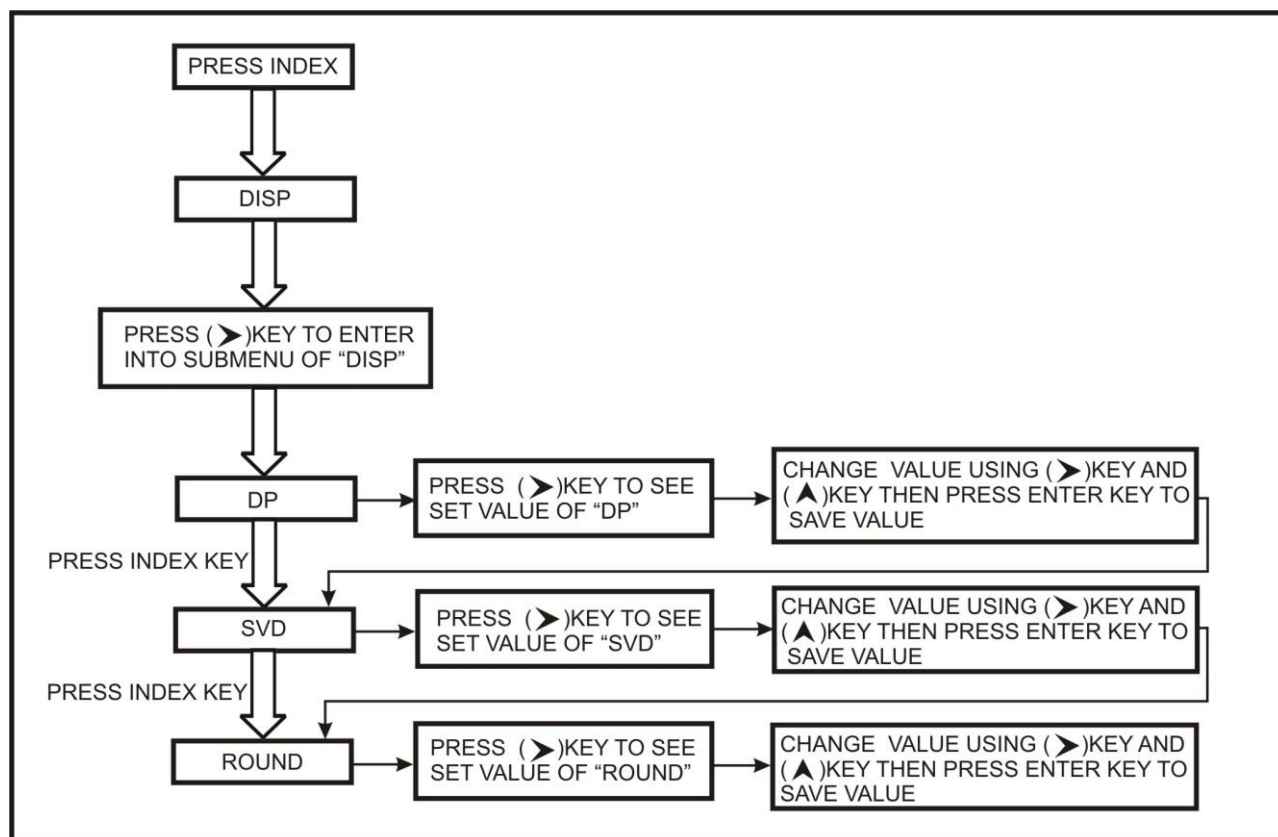 PRESS INDEX
DISP
PRESS (➤)KEY TO ENTER
INTO SUBMENU OF “DISP”
DP
PRESS (➤)KEY TO SEE
SET VALUE OF “DP”
CHANGE VALUE USING (➤)KEY AND
(▲)KEY THEN PRESS ENTER KEY TO
SAVE VALUE
PRESS INDEX KEY
SVD
PRESS (➤)KEY TO SEE
SET VALUE OF “SVD”
CHANGE VALUE USING (➤)KEY AND
(▲)KEY THEN PRESS ENTER KEY TO
SAVE VALUE
PRESS INDEX KEY
ROUND
PRESS (➤)KEY TO SEE
SET VALUE OF “ROUND”
CHANGE VALUE USING (➤)KEY AND
(▲)KEY THEN PRESS ENTER KEY TO
SAVE VALUE